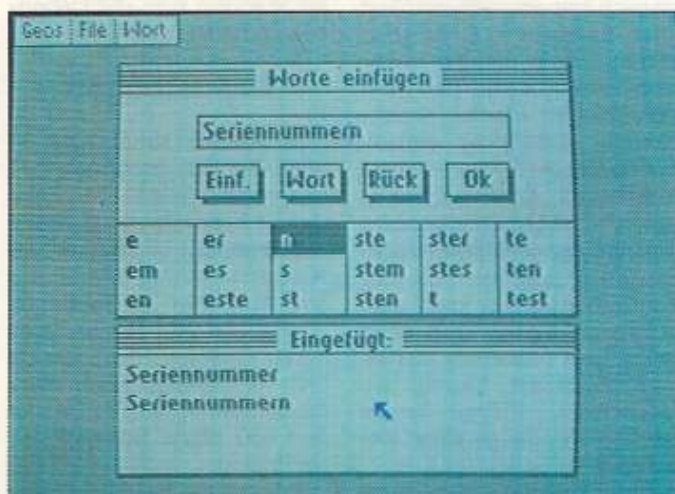 Geos File Wort
Worte einfügen
Seriennummern
Einf. Wort Rück Ok
e er n ste ster te
em es s stem stes ten
en este st sten t test
Eingefügt:
Seriennummer
Seriennummern